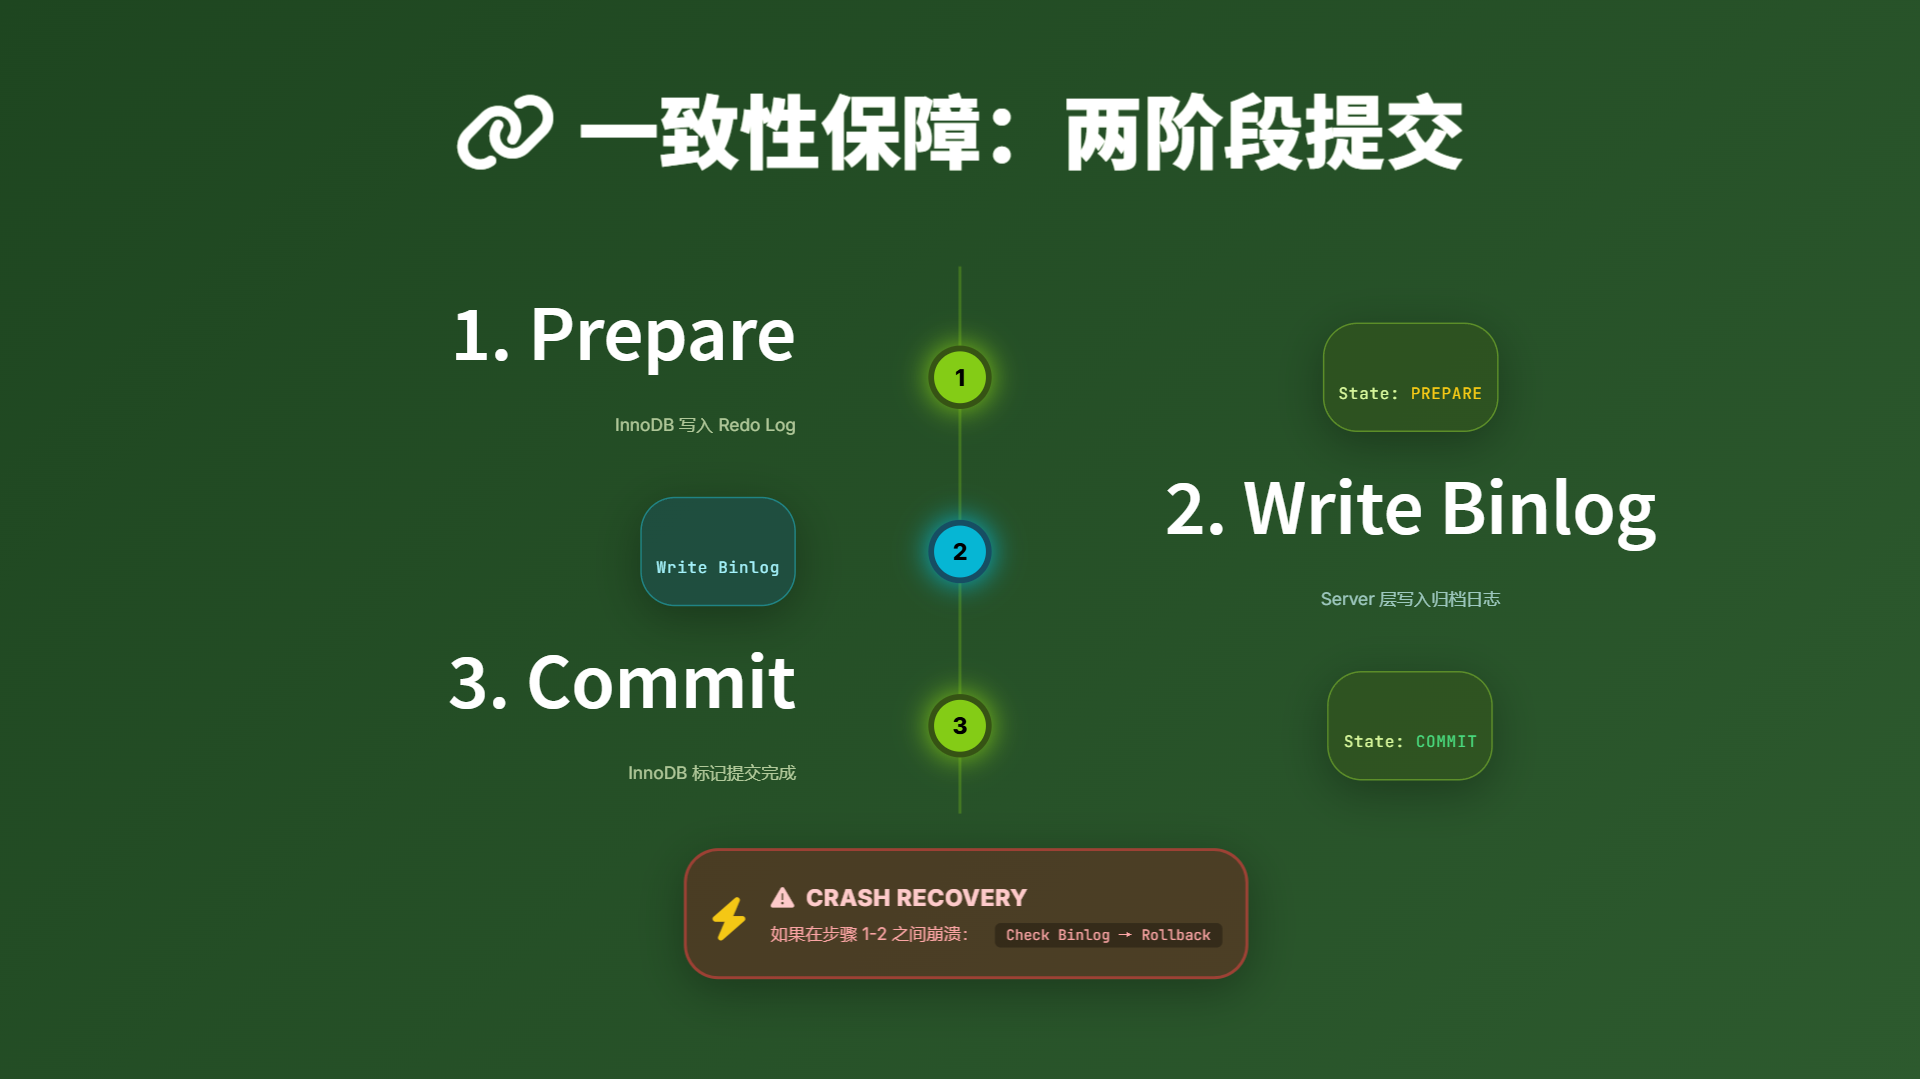 一致性保障：两阶段提交
1. Prepare
InnoDB 写入 Redo Log
1
State: PREPARE
Write Binlog
2
2. Write Binlog
Server 层写入归档日志
3. Commit
InnoDB 标记提交完成
3
State: COMMIT
CRASH RECOVERY
如果在步骤 1-2 之间崩溃： Check Binlog → Rollback